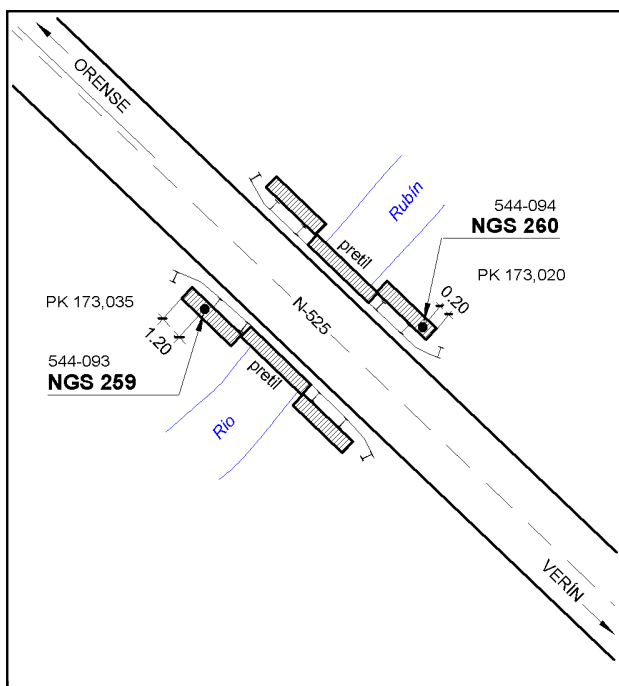 ORENSE
Rubín
544-094
NGS 260
pretil
PK 173,020
0.20
N-525
PK 173,035
1.20
544-093
NGS 259
pretil
Rio
VERÍN